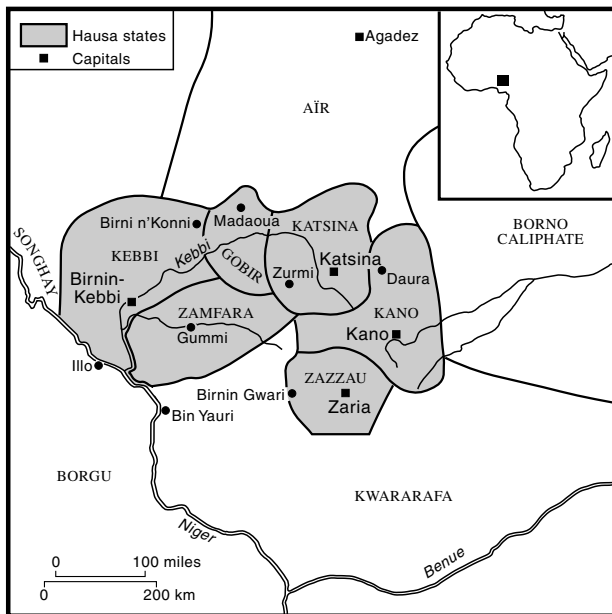 Hausa states
Capitals
Agadez
AÏR
Birni n'Konni
Madaoua
KATSINA
BORNO
CALIPHATE
SONGHAY
KEBBI
Kebbi
GOBIR
Zurmi
Katsina
Daura
Birnin-
Kebbi
ZAMFARA
Gummi
KANO
Kano
Illo
Birnin Gwari
ZAZZAU
Zaria
Bin Yauri
BORGU
KWARARAFA
Niger
Benue
0 100 miles
0 200 km